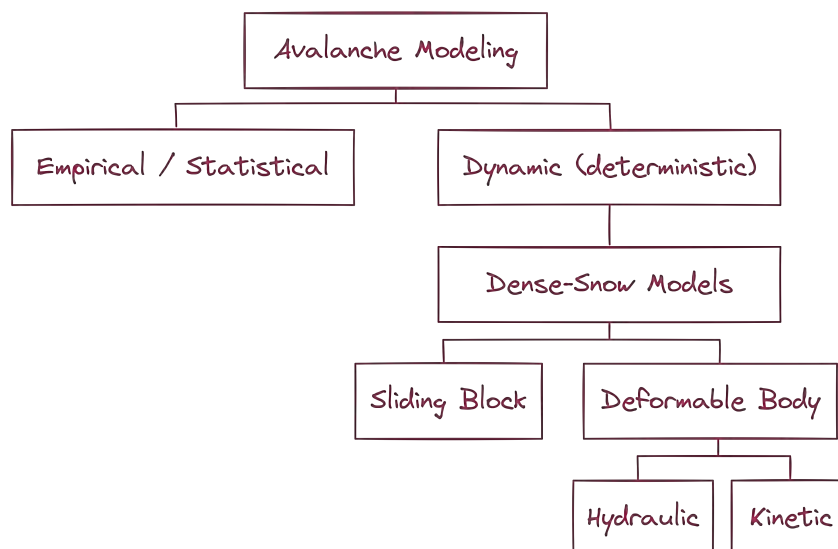 Avalanche Modeling
Empirical / Statistical
Dynamic (deterministic)
Dense-Snow Models
Sliding Block
Deformable Body
Hydraulic
Kinetic